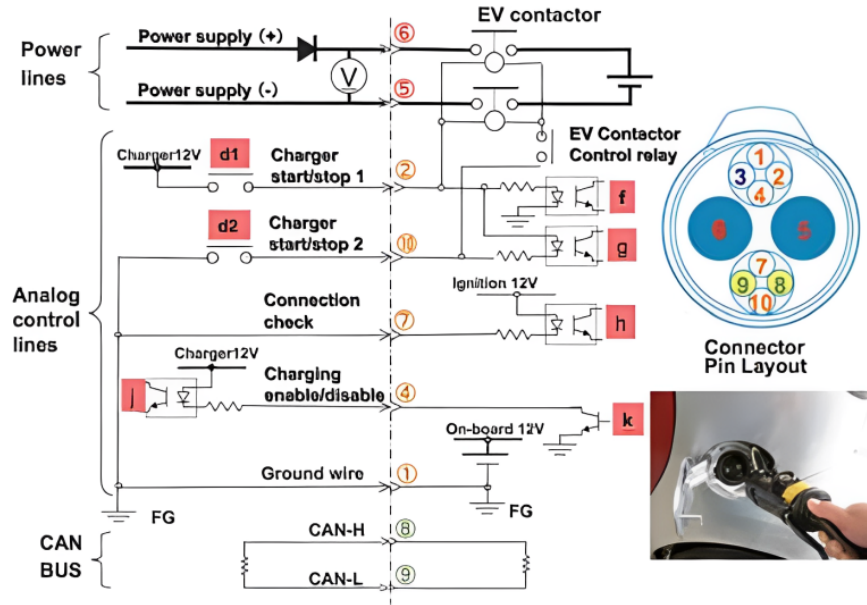 Power
lines
Power supply (+)
⑥
EV contactor
V
Power supply (-)
⑤
EV Contactor
Control relay
Analog
control
lines
Charger12V
d1
Charger
start/stop 1
②
f
d2
Charger
start/stop 2
⑩
g
Ignition 12V
Connection
check
⑦
h
Charger12V
j
Charging
enable/disable
④
k
On-board 12V
Ground wire
①
FG
FG
CAN
BUS
CAN-H
⑧
CAN-L
⑨
1
3
2
4
6
5
7
9
8
10
Connector
Pin Layout